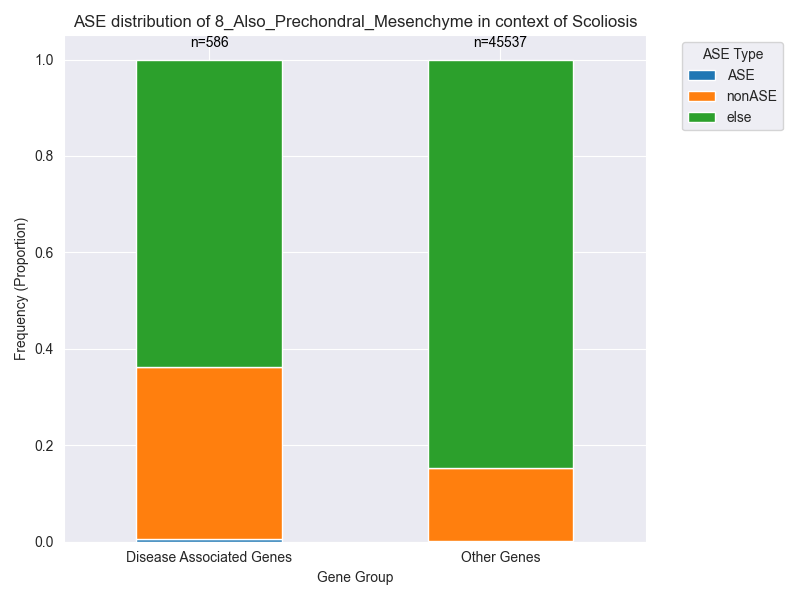 ASE distribution of 8_Also_Prechondral_Mesenchyme in context of Scoliosis
n=586
n=45537
ASE Type
ASE
nonASE
else
1.0
0.8
0.6
0.4
0.2
0.0
Frequency (Proportion)
Disease Associated Genes
Other Genes
Gene Group